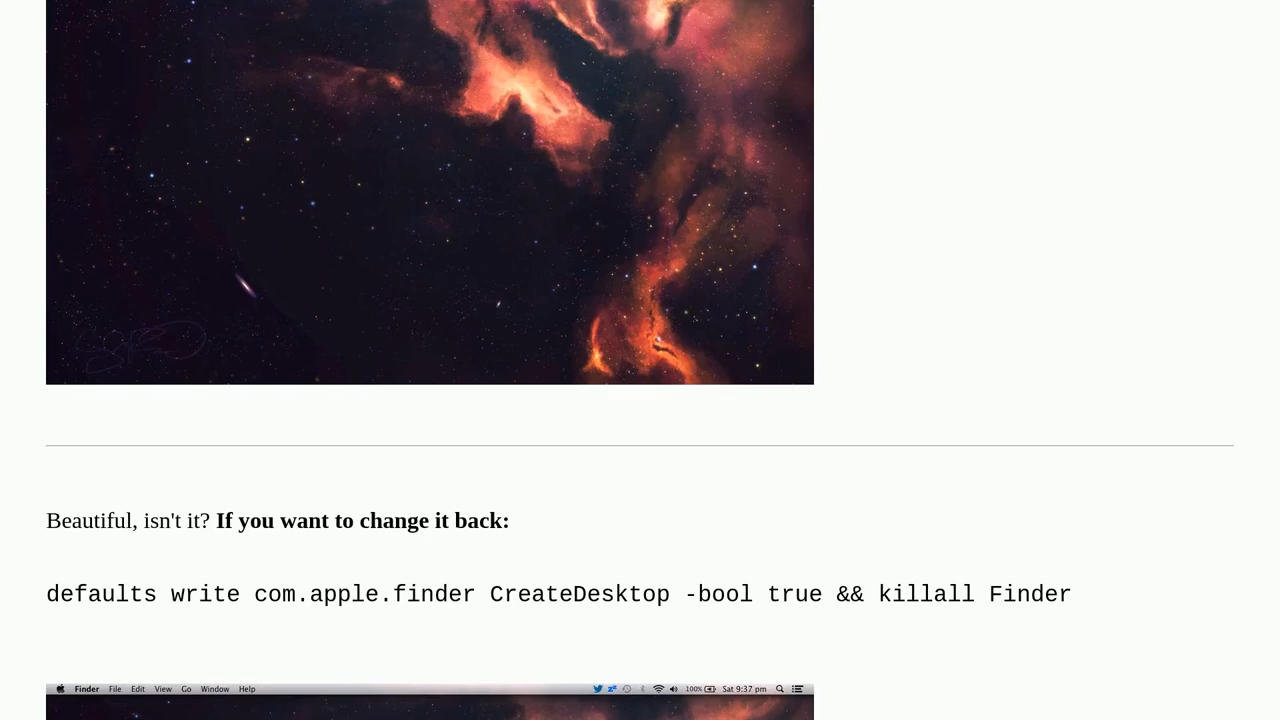 Beautiful, isn't it? If you want to change it back:
defaults write com.apple.finder CreateDesktop -bool true && killall Finder
Finder File Edit View Go Window Help 100% Sat 9:37 pm